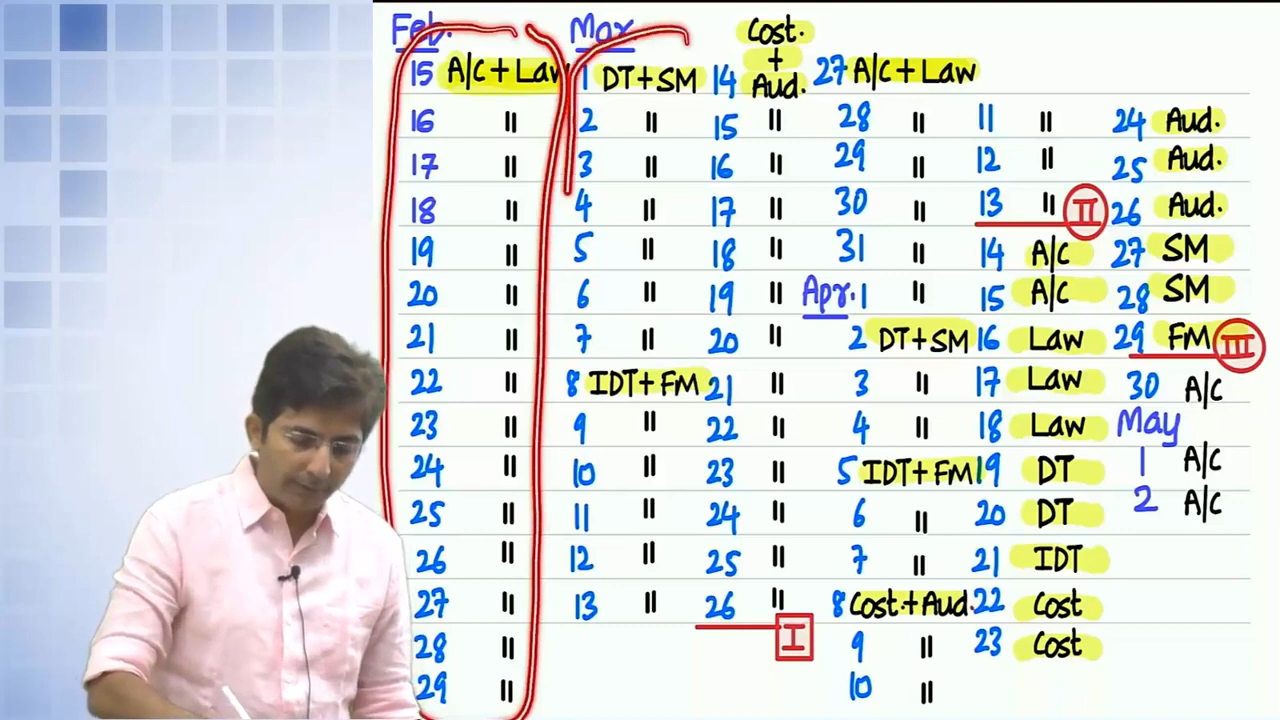 Feb.
15 A/C + Law
16 "
17 "
18 "
19 "
20 "
21 "
22 "
23 "
24 "
25 "
26 "
27 "
28 "
29 "
Mar.
1 DT + SM
2 "
3 "
4 "
5 "
6 "
7 "
8 IDT + FM
9 "
10 "
11 "
12 "
13 "
14 Cost. + Aud.
15 "
16 "
17 "
18 "
19 "
20 "
21 "
22 "
23 "
24 "
25 "
26 "
I
27 A/C + Law
28 "
29 "
30 "
31 "
Apr. 1 "
2 DT + SM
3 "
4 "
5 IDT + FM
6 "
7 "
8 Cost. + Aud.
9 "
10 "
11 "
12 "
13 " II
14 A/C
15 A/C
16 Law
17 Law
18 Law
19 DT
20 DT
21 IDT
22 Cost
23 Cost
24 Aud.
25 Aud.
26 Aud.
27 SM
28 SM
29 FM III
30 A/C
May
1 A/C
2 A/C